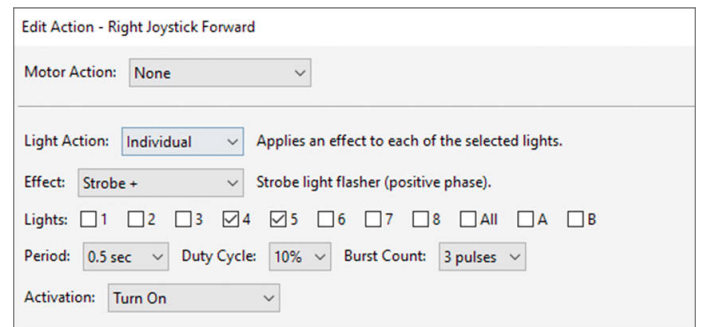 Edit Action - Right Joystick Forward
Motor Action: None
Light Action: Individual Applies an effect to each of the selected lights.
Effect: Strobe + Strobe light flasher (positive phase).
Lights: 1 2 3 4 5 6 7 8 All A B
Period: 0.5 sec Duty Cycle: 10% Burst Count: 3 pulses
Activation: Turn On